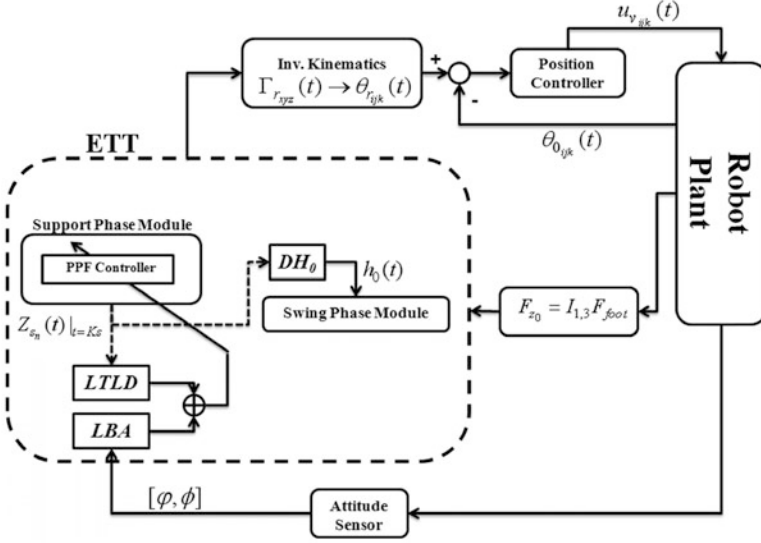 u_{v_{ijk}}(t)
Inv. Kinematics
Γ_{r_{xyz}}(t) → θ_{r_{ijk}}(t)
+
-
Position
Controller
θ_{0_{ijk}}(t)
Robot
Plant
ETT
Support Phase Module
PPF Controller
DH_0
h_0(t)
Swing Phase Module
Z_{s_n}(t)|_{t=Ks}
F_{z_0} = I_{1,3} F_{foot}
LTLD
LBA
[φ, ϕ]
Attitude
Sensor